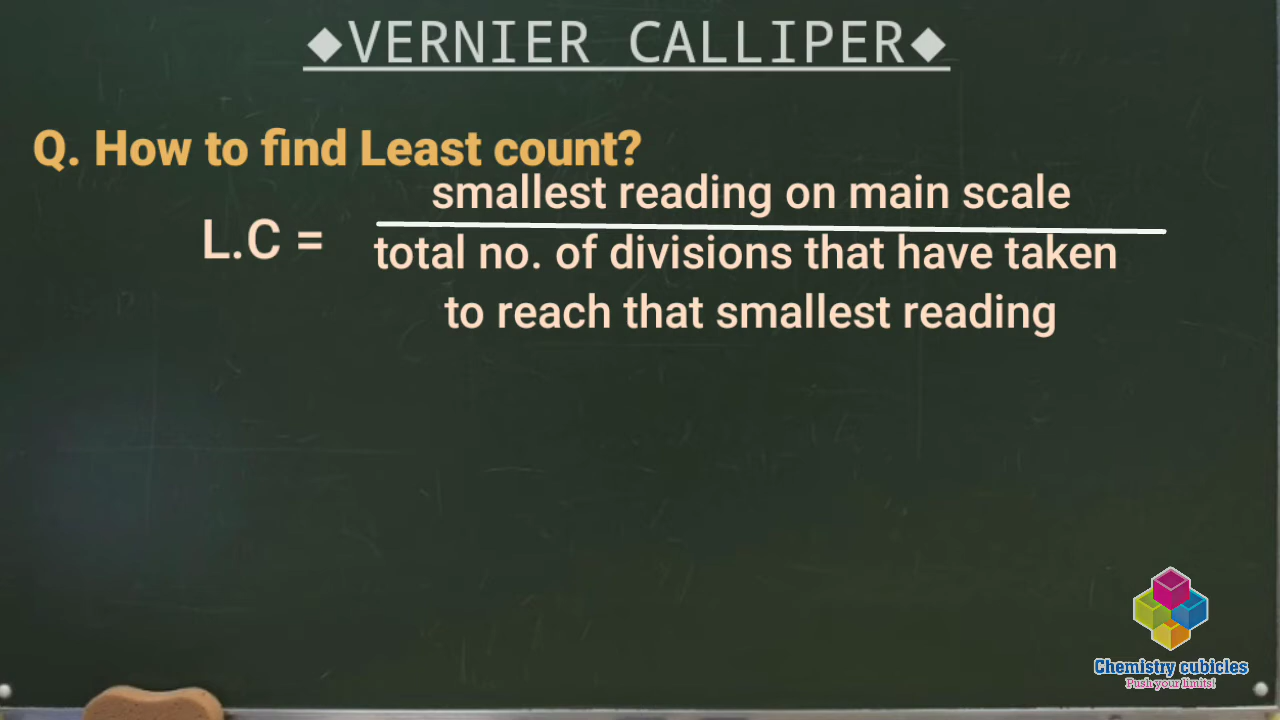 ◆VERNIER CALLIPER◆
Q. How to find Least count?
smallest reading on main scale
L.C =
total no. of divisions that have taken
to reach that smallest reading
Chemistry cubicles
Push your limits!